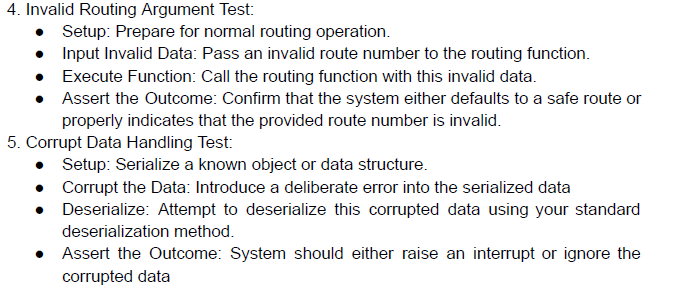 4. Invalid Routing Argument Test:
● Setup: Prepare for normal routing operation.
● Input Invalid Data: Pass an invalid route number to the routing function.
● Execute Function: Call the routing function with this invalid data.
● Assert the Outcome: Confirm that the system either defaults to a safe route or
properly indicates that the provided route number is invalid.
5. Corrupt Data Handling Test:
● Setup: Serialize a known object or data structure.
● Corrupt the Data: Introduce a deliberate error into the serialized data
● Deserialize: Attempt to deserialize this corrupted data using your standard
deserialization method.
● Assert the Outcome: System should either raise an interrupt or ignore the
corrupted data